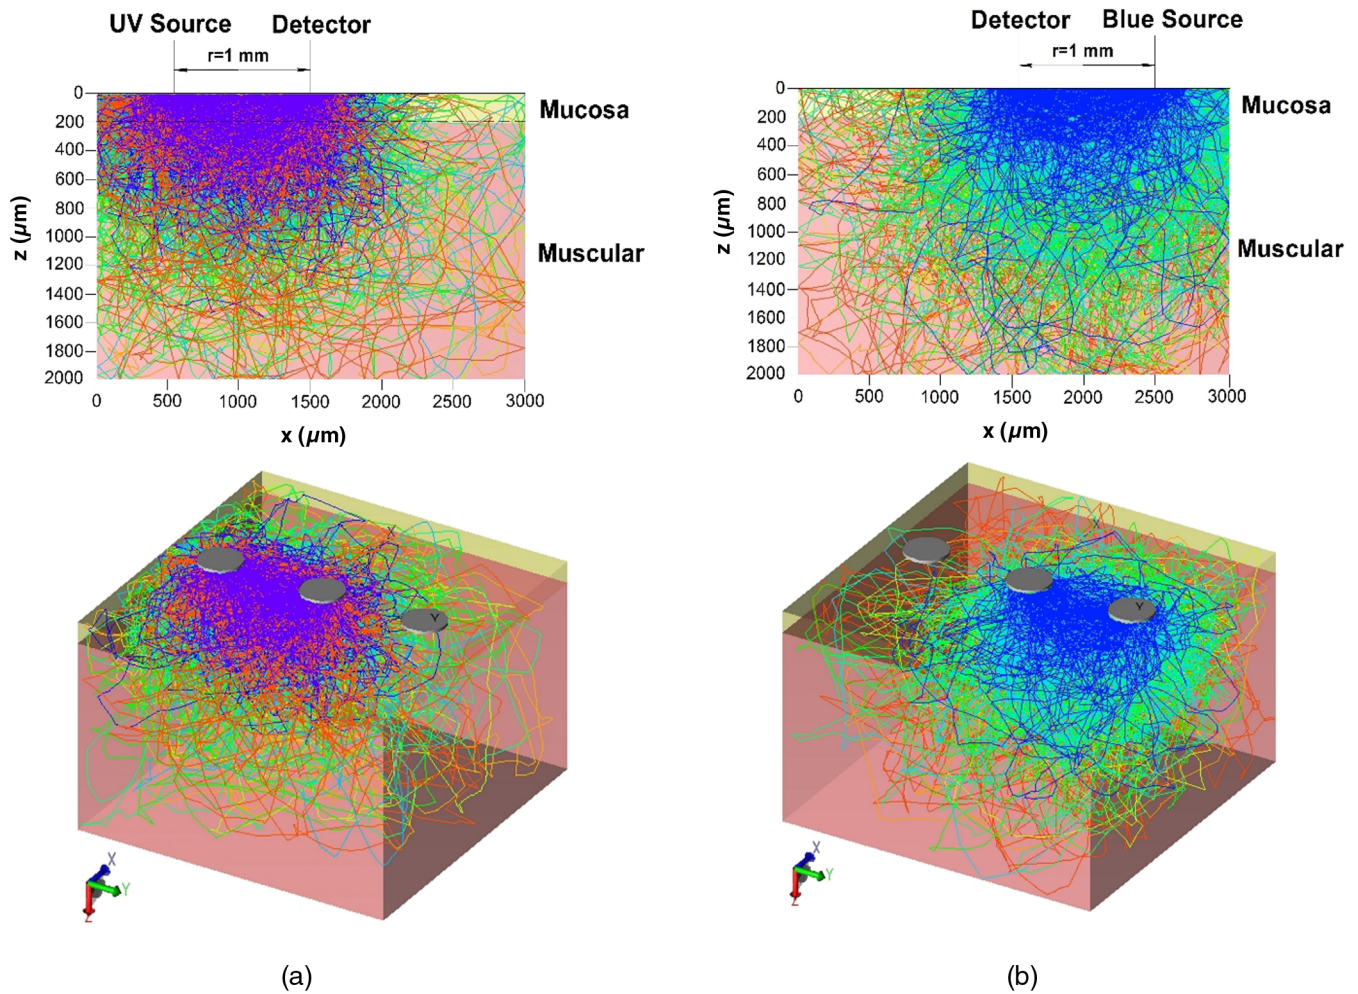 UV Source
Detector
r=1 mm
0
200
400
600
800
1000
1200
1400
1600
1800
2000
z (µm)
Mucosa
Muscular
0
500
1000
1500
2000
2500
3000
x (µm)
Detector
Blue Source
r=1 mm
0
200
400
600
800
1000
1200
1400
1600
1800
2000
z (µm)
Mucosa
Muscular
0
500
1000
1500
2000
2500
3000
x (µm)
X
Y
X
Y
Z
X
Y
X
Y
Z
(a)
(b)